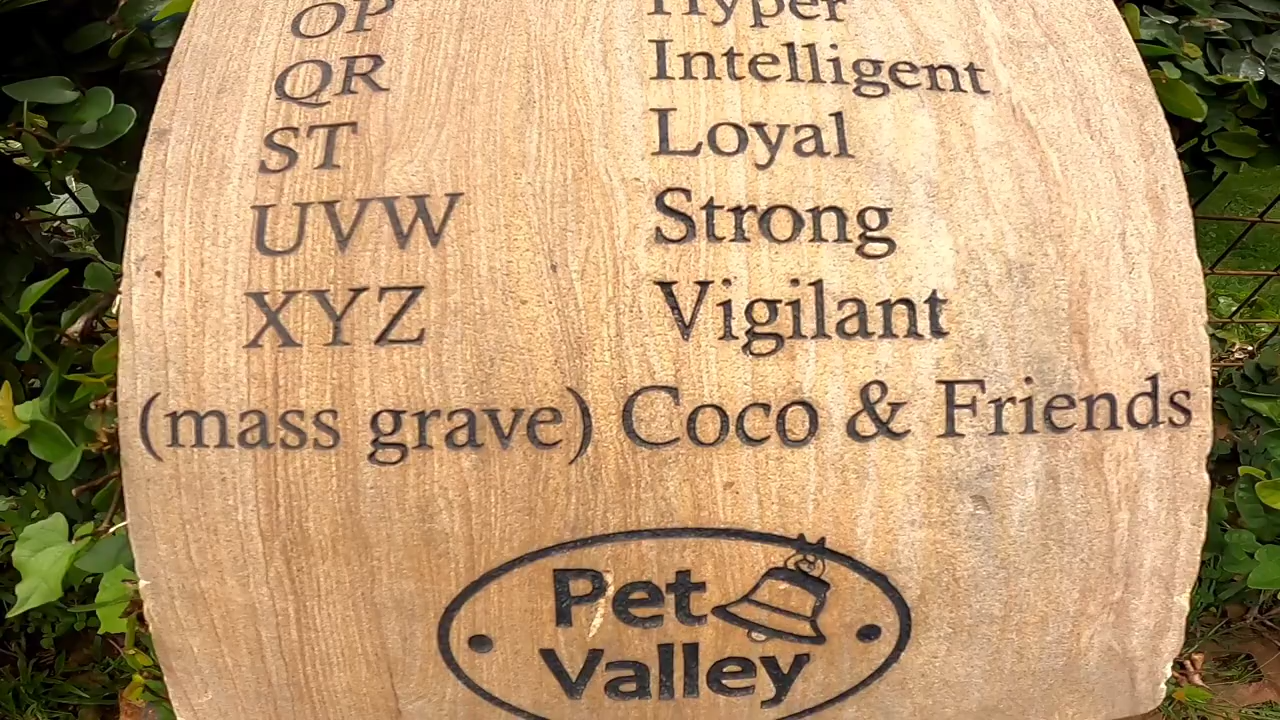 OP Hyper
QR Intelligent
ST Loyal
UVW Strong
XYZ Vigilant
(mass grave) Coco & Friends
Pet
Valley